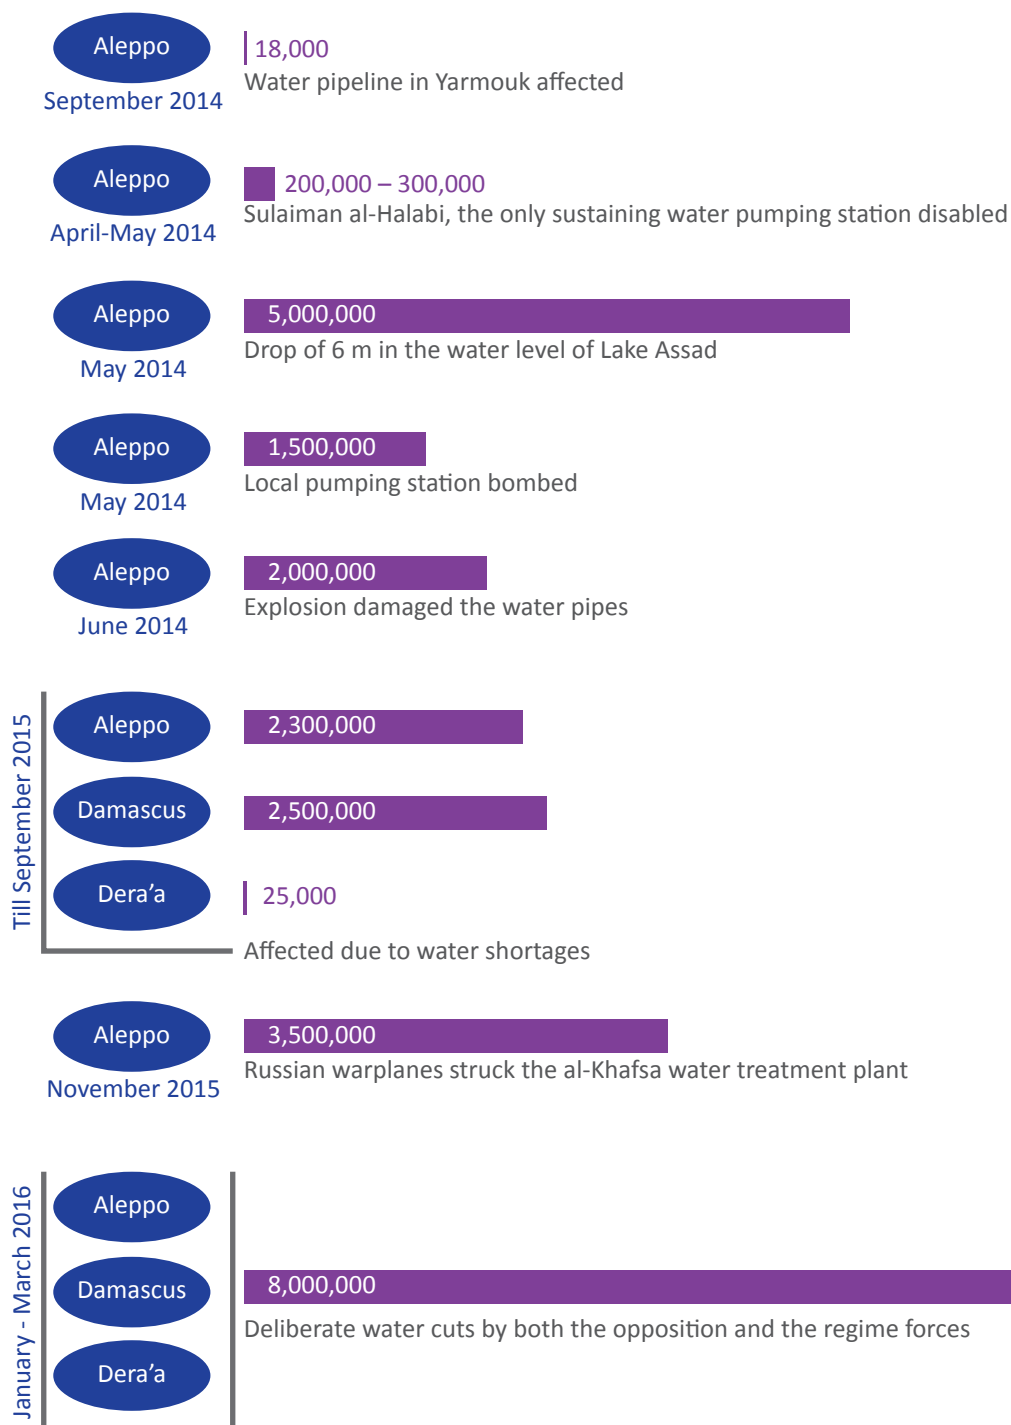 Aleppo
September 2014
18,000
Water pipeline in Yarmouk affected
Aleppo
April-May 2014
200,000 – 300,000
Sulaiman al-Halabi, the only sustaining water pumping station disabled
Aleppo
May 2014
5,000,000
Drop of 6 m in the water level of Lake Assad
Aleppo
May 2014
1,500,000
Local pumping station bombed
Aleppo
June 2014
2,000,000
Explosion damaged the water pipes
Till September 2015
Aleppo
2,300,000
Damascus
2,500,000
Dera’a
25,000
Affected due to water shortages
Aleppo
November 2015
3,500,000
Russian warplanes struck the al-Khafsa water treatment plant
January - March 2016
Aleppo
Damascus
8,000,000
Deliberate water cuts by both the opposition and the regime forces
Dera’a